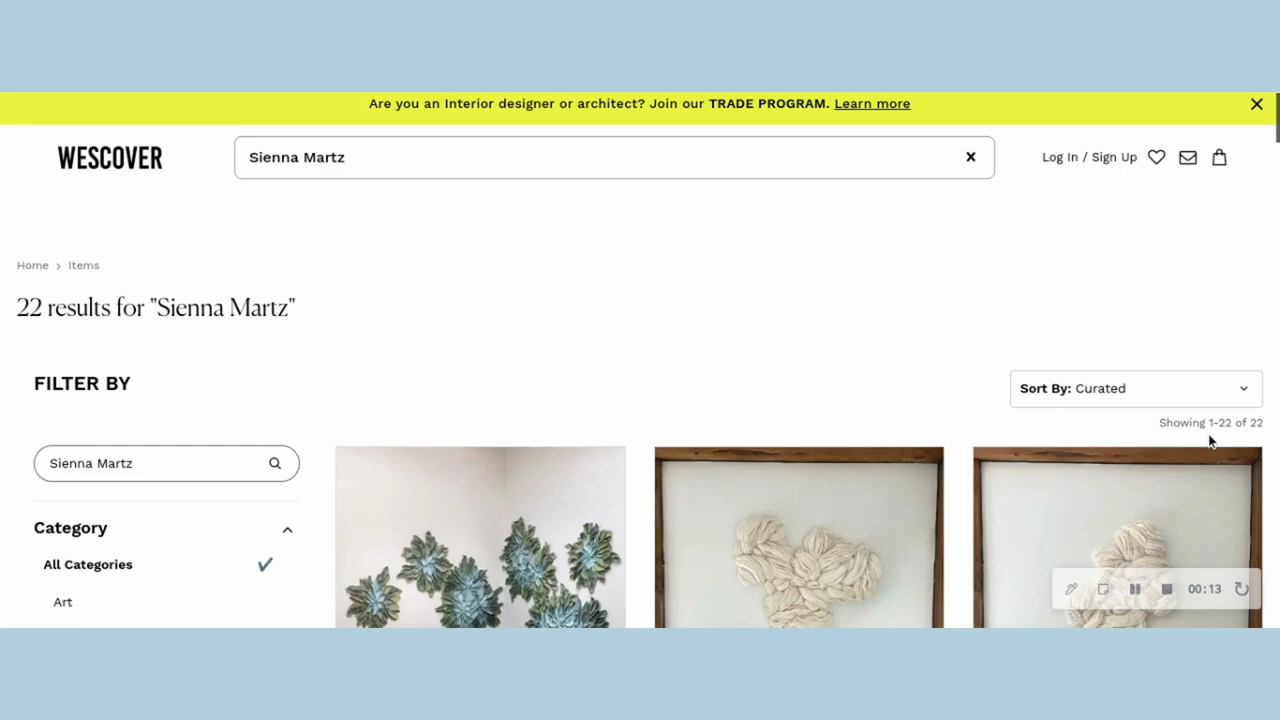 Are you an Interior designer or architect? Join our TRADE PROGRAM. Learn more
WESCOVER
Sienna Martz
Log In / Sign Up
Home > Items
22 results for "Sienna Martz"
FILTER BY
Sort By: Curated
Showing 1-22 of 22
Sienna Martz
Category
All Categories
Art
00:13